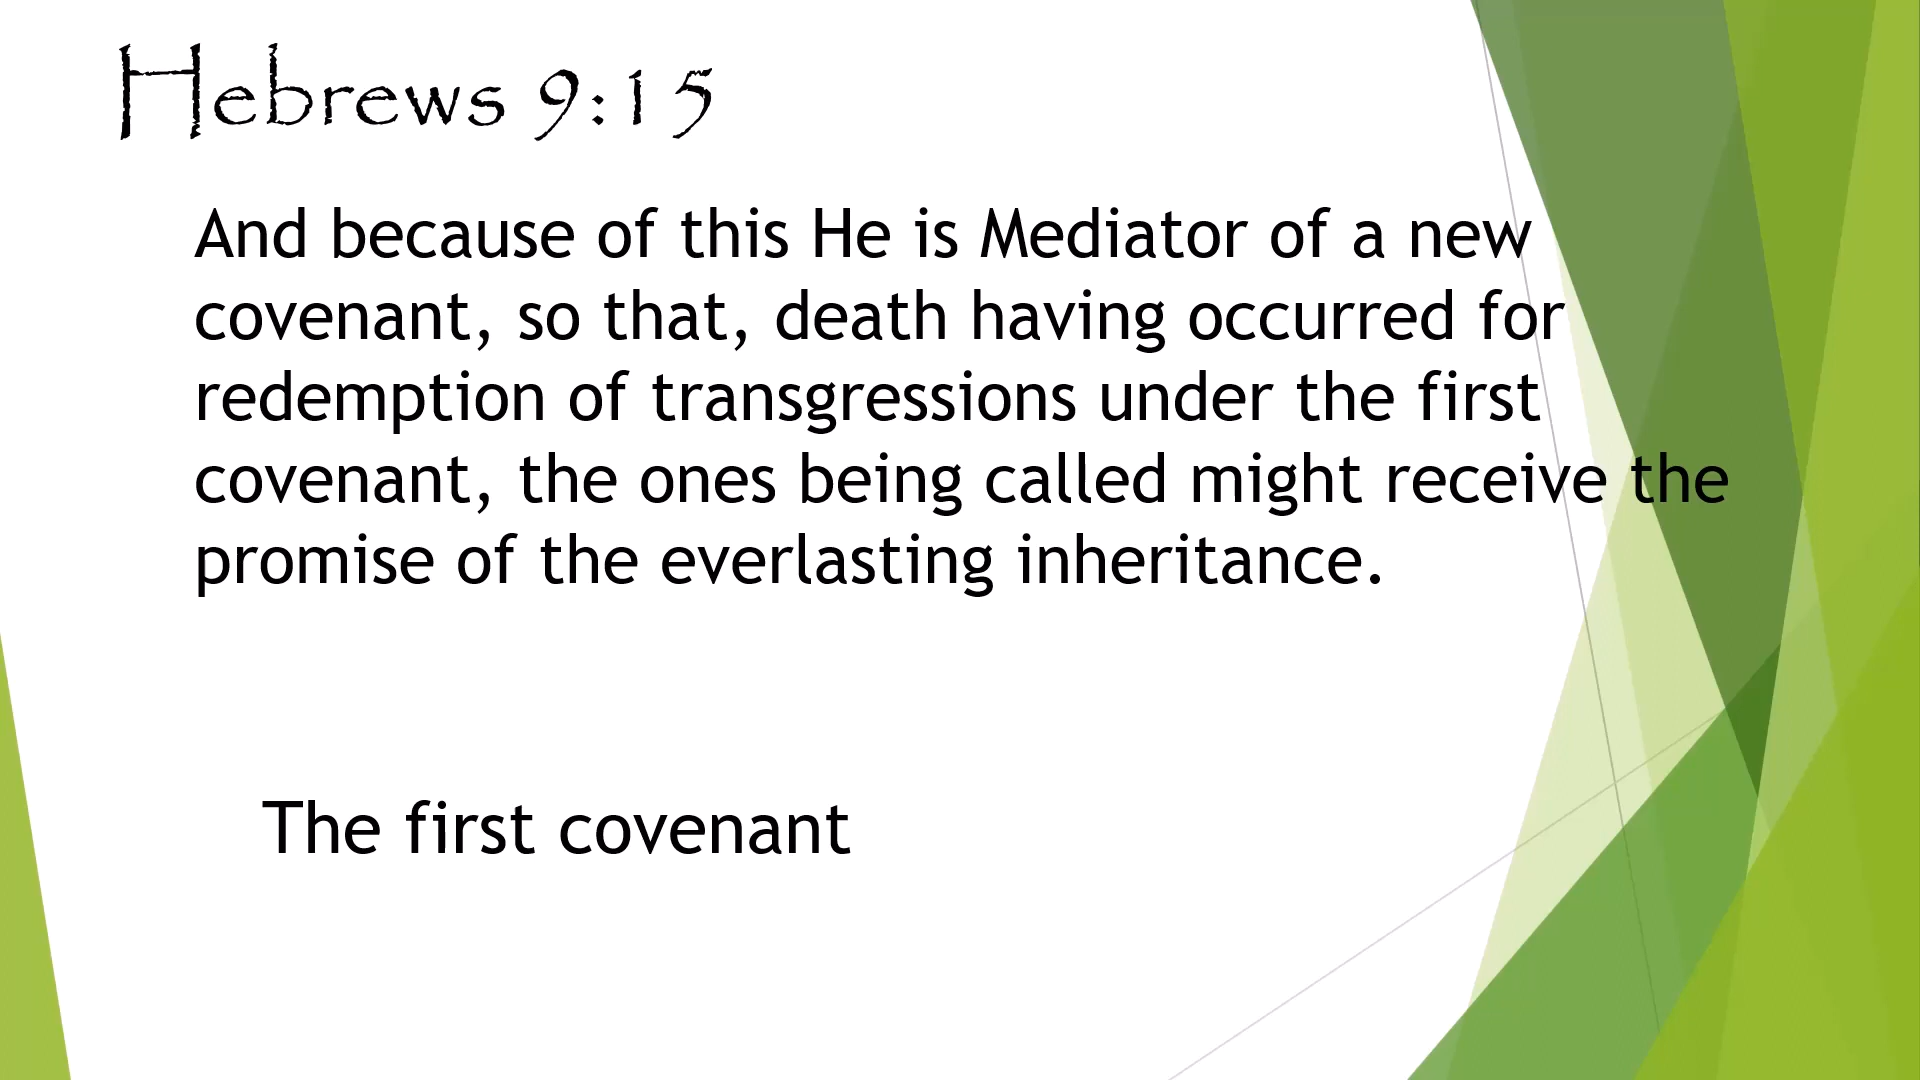 Hebrews 9:15
And because of this He is Mediator of a new
covenant, so that, death having occurred for
redemption of transgressions under the first
covenant, the ones being called might receive the
promise of the everlasting inheritance.
The first covenant